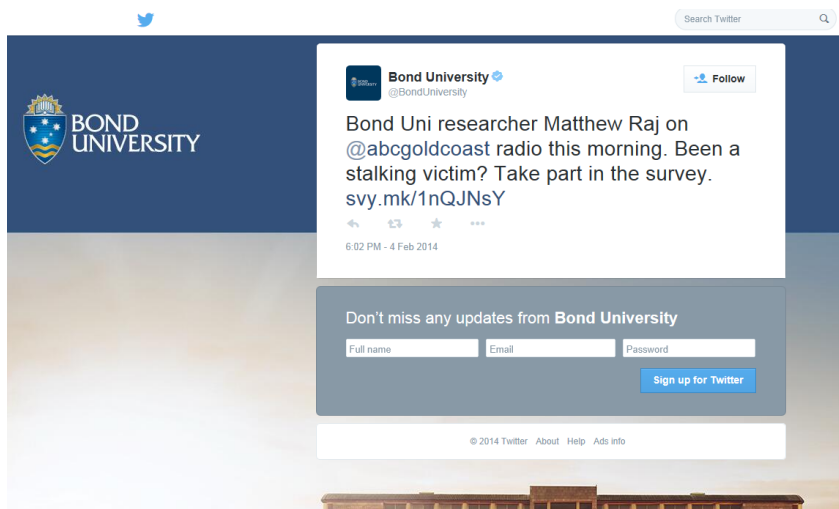 Search Twitter
BOND
UNIVERSITY
Bond University
@BondUniversity
Follow
Bond Uni researcher Matthew Raj on
@abcgoldcoast radio this morning. Been a
stalking victim? Take part in the survey.
svy.mk/1nQJNsY
6:02 PM - 4 Feb 2014
Don't miss any updates from Bond University
Full name Email Password
Sign up for Twitter
© 2014 Twitter About Help Ads info